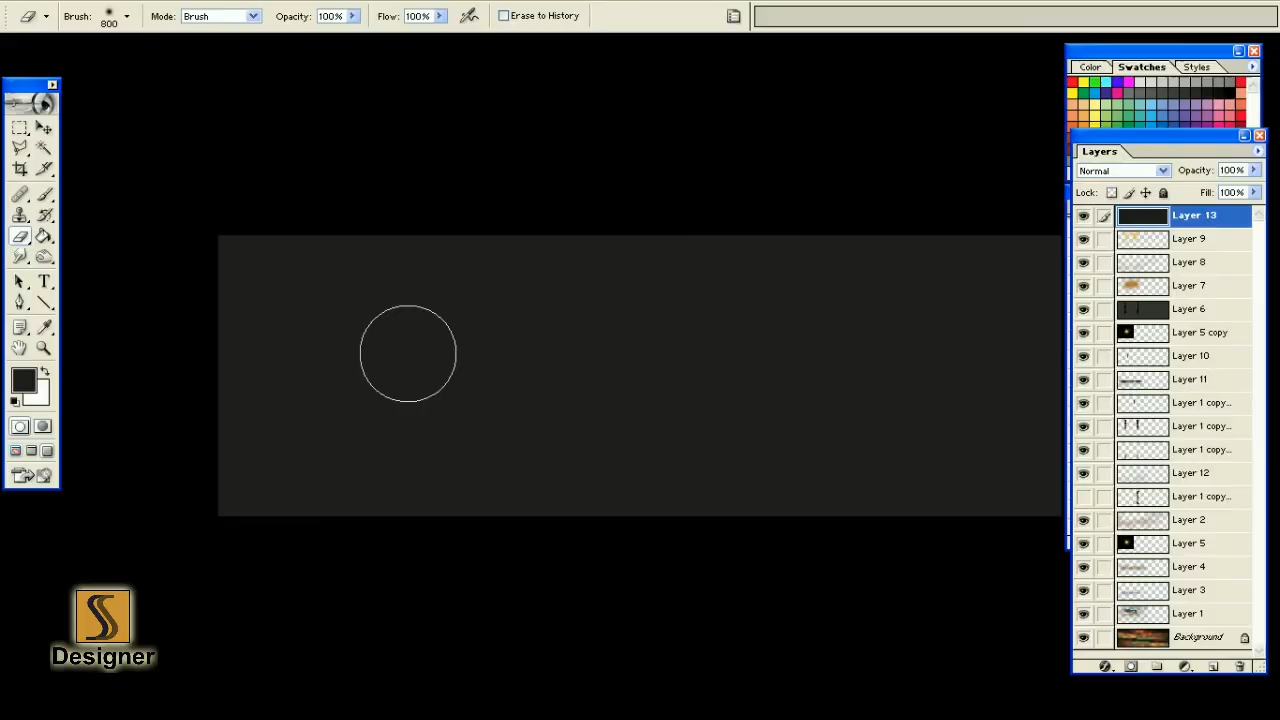 Brush: 800 Mode: Brush Opacity: 100% Flow: 100% Erase to History
Color Swatches Styles
Layers
Normal Opacity: 100%
Lock: Fill: 100%
Layer 13
Layer 9
Layer 8
Layer 7
Layer 6
Layer 5 copy
Layer 10
Layer 11
Layer 1 copy...
Layer 1 copy...
Layer 1 copy...
Layer 12
Layer 1 copy...
Layer 2
Layer 5
Layer 4
Layer 3
Layer 1
Background
T
S
Designer